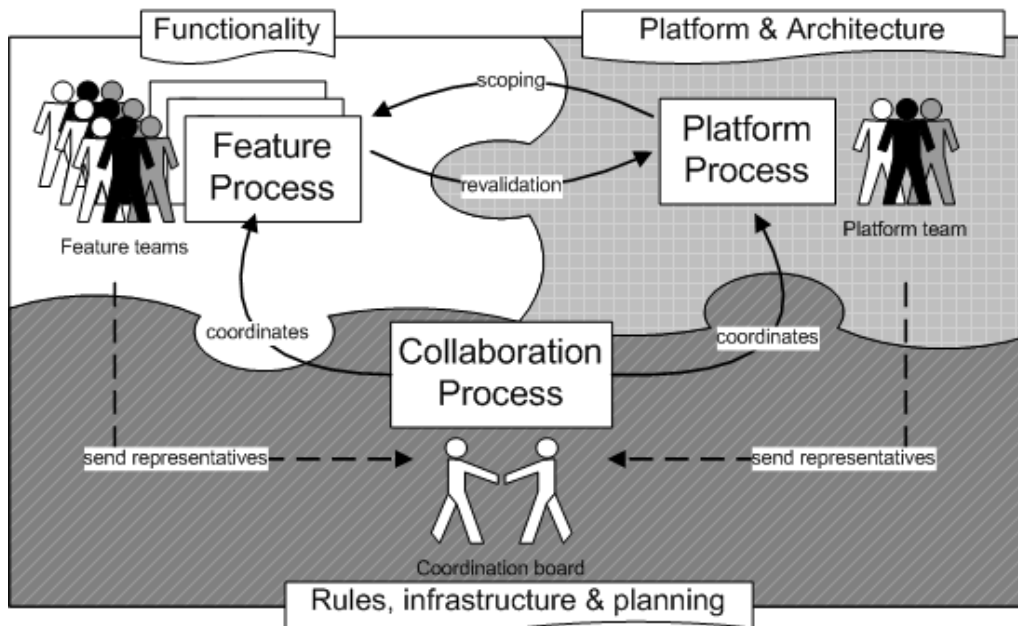 Functionality
Platform & Architecture
scoping
Feature
Process
Platform
Process
revalidation
Feature teams
Platform team
coordinates
coordinates
Collaboration
Process
send representatives
send representatives
Coordination board
Rules, infrastructure & planning